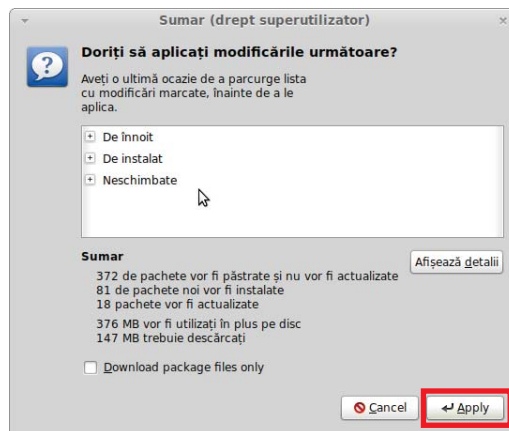 Sumar (drept superutilizator)
Doriți să aplicați modificările următoare?
Aveți o ultimă ocazie de a parcurge lista
cu modificări marcate, înainte de a le
aplica.
De înnoit
De instalat
Neschimbate
Sumar
Afișează detalii
372 de pachete vor fi păstrate și nu vor fi actualizate
81 de pachete noi vor fi instalate
18 pachete vor fi actualizate
376 MB vor fi utilizați în plus pe disc
147 MB trebuie descărcați
Download package files only
Cancel
Apply